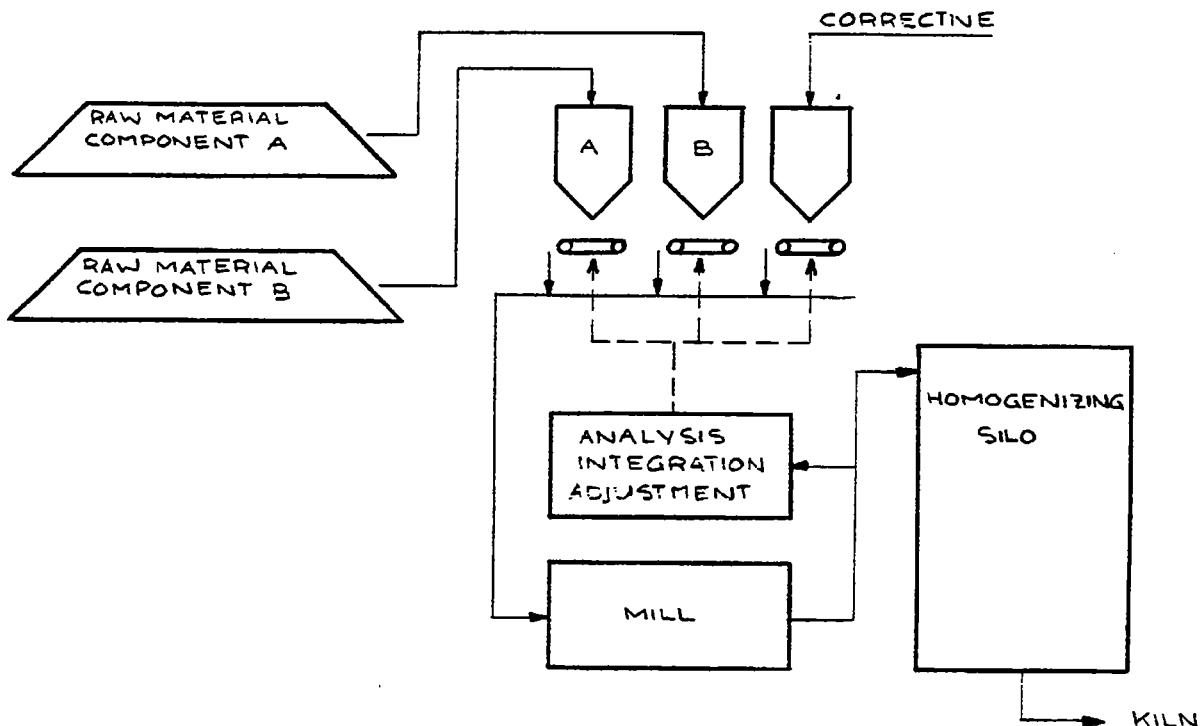 CORRECTIVE
RAW MATERIAL
COMPONENT A
A
B
RAW MATERIAL
COMPONENT B
ANALYSIS
INTEGRATION
ADJUSTMENT
HOMOGENIZING
SILO
MILL
KILN